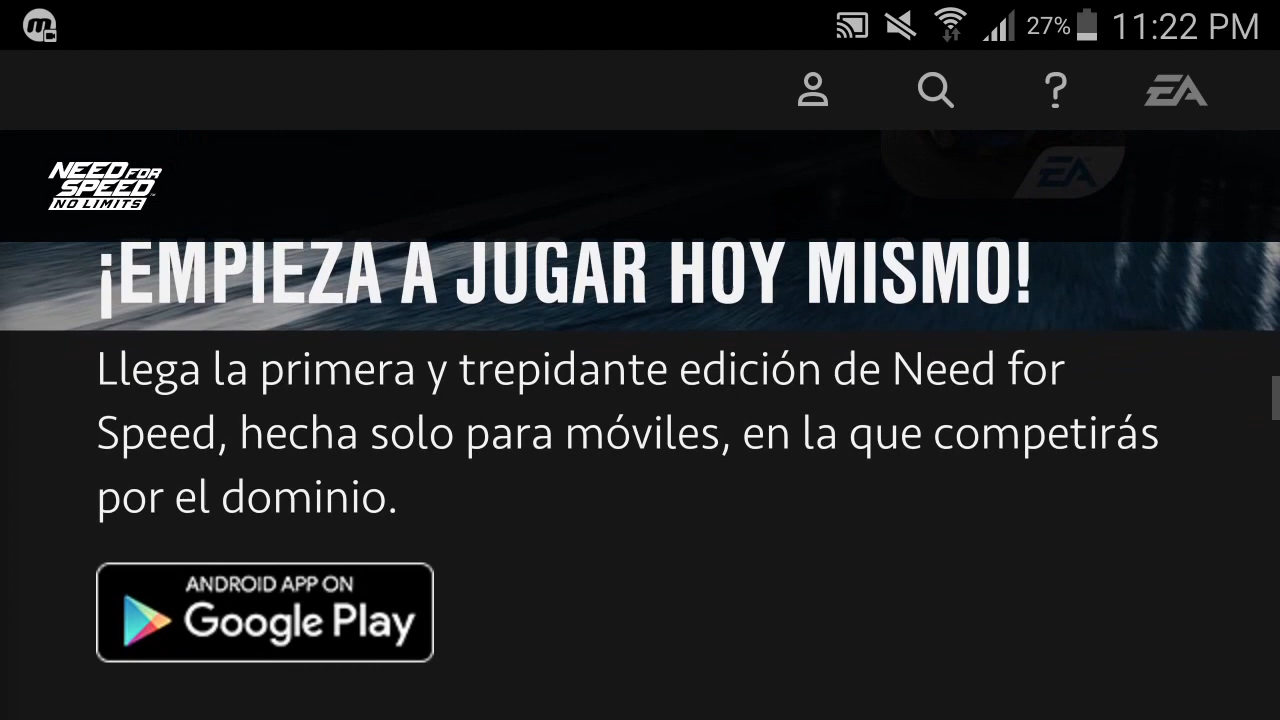 27% 11:22 PM
EA
NEED FOR
SPEED
NO LIMITS
EA
¡EMPIEZA A JUGAR HOY MISMO!
Llega la primera y trepidante edición de Need for
Speed, hecha solo para móviles, en la que competirás
por el dominio.
ANDROID APP ON
Google Play